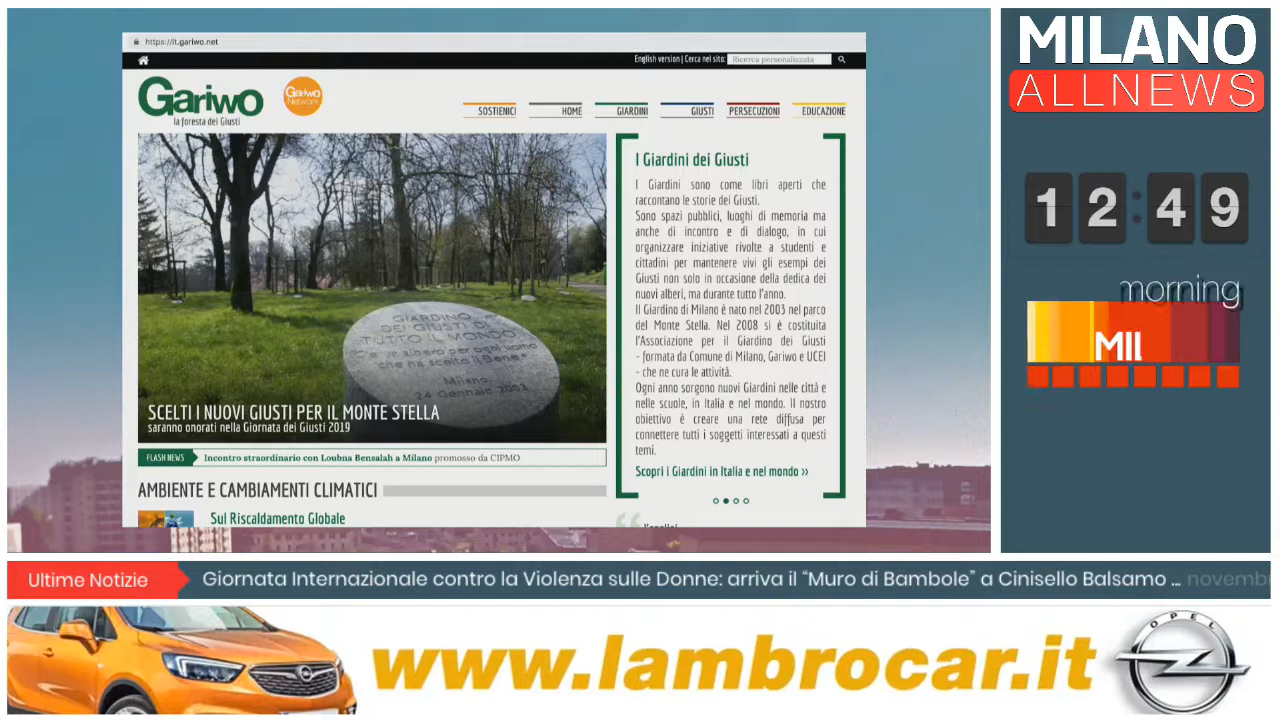 https://it.gariwo.net
English version | Cerca nel sito: Ricerca personalizzata
Gariwo
la foresta dei Giusti
Gariwo
Network
SOSTIENICI HOME GIARDINI GIUSTI PERSECUZIONI EDUCAZIONE
GIARDINO
DEI GIUSTI DI
TUTTO IL MONDO
che ha scelto il Bene"
Milano
24 Gennaio 2003
SCELTI I NUOVI GIUSTI PER IL MONTE STELLA
saranno onorati nella Giornata dei Giusti 2019
FLASH NEWS Incontro straordinario con Loubna Bensalah a Milano promosso da CIPMO
AMBIENTE E CAMBIAMENTI CLIMATICI
Sul Riscaldamento Globale
I Giardini dei Giusti
I Giardini sono come libri aperti che
raccontano le storie dei Giusti.
Sono spazi pubblici, luoghi di memoria ma
anche di incontro e di dialogo, in cui
organizzare iniziative rivolte a studenti e
cittadini per mantenere vivi gli esempi dei
Giusti non solo in occasione della dedica dei
nuovi alberi, ma durante tutto l'anno.
Il Giardino di Milano è nato nel 2003 nel parco
del Monte Stella. Nel 2008 si è costituita
l'Associazione per il Giardino dei Giusti
- formata da Comune di Milano, Gariwo e UCEI
- che ne cura le attività.
Ogni anno sorgono nuovi Giardini nelle città e
nelle scuole, in Italia e nel mondo. Il nostro
obiettivo è creare una rete diffusa per
connettere tutti i soggetti interessati a questi
temi.
Scopri i Giardini in Italia e nel mondo ››
MILANO
ALLNEWS
12:49
morning
MIL
Ultime Notizie Giornata Internazionale contro la Violenza sulle Donne: arriva il “Muro di Bambole” a Cinisello Balsamo ... novemb
www.lambrocar.it
OPEL